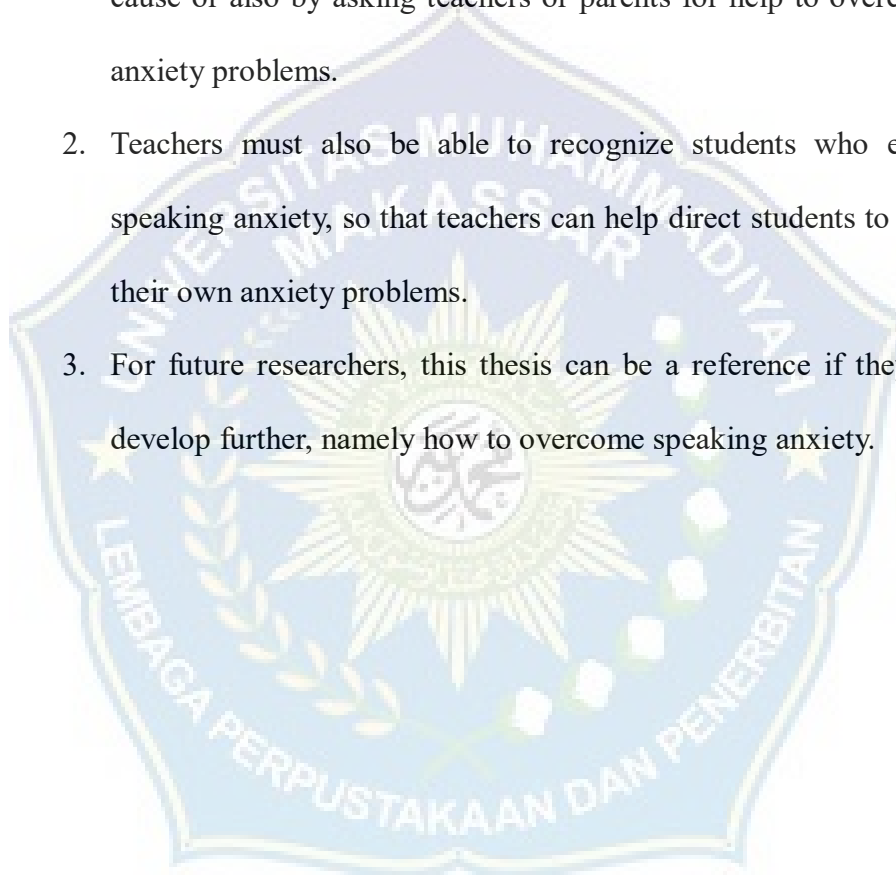 cause or also by asking teachers or parents for help to overc
anxiety problems.
2. Teachers must also be able to recognize students who e
speaking anxiety, so that teachers can help direct students to
their own anxiety problems.
3. For future researchers, this thesis can be a reference if the
develop further, namely how to overcome speaking anxiety.
UNIVERSITAS MUHAMMADIYAH
MAKASSAR
LEMBAGA PERPUSTAKAAN DAN PENERBITAN